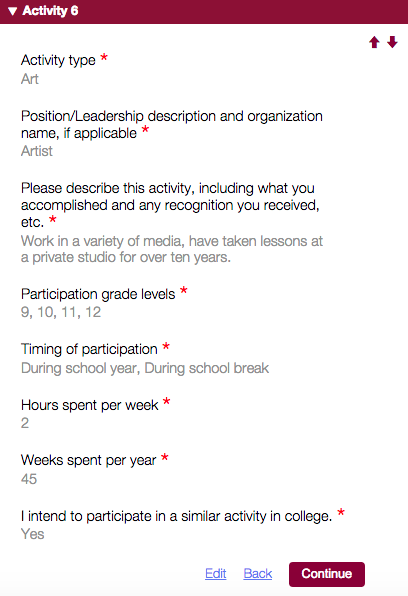 Activity 6
Activity type *
Art
Position/Leadership description and organization
name, if applicable *
Artist
Please describe this activity, including what you
accomplished and any recognition you received,
etc. *
Work in a variety of media, have taken lessons at
a private studio for over ten years.
Participation grade levels *
9, 10, 11, 12
Timing of participation *
During school year, During school break
Hours spent per week *
2
Weeks spent per year *
45
I intend to participate in a similar activity in college. *
Yes
Edit Back Continue